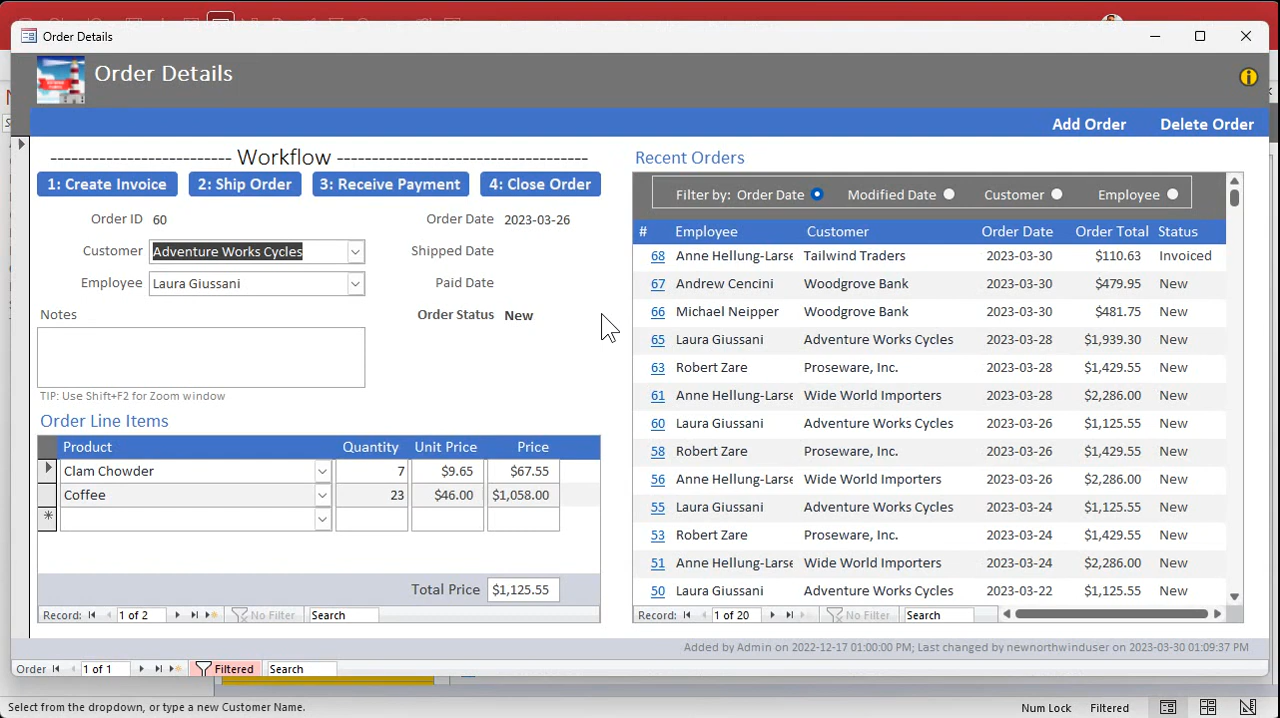 Order Details
Order Details
Add Order Delete Order
-------------------------- Workflow ------------------------------------
1: Create Invoice 2: Ship Order 3: Receive Payment 4: Close Order
Order ID 60 Order Date 2023-03-26
Customer Adventure Works Cycles Shipped Date
Employee Laura Giussani Paid Date
Notes Order Status New
TIP: Use Shift+F2 for Zoom window
Order Line Items
Product Quantity Unit Price Price
Clam Chowder 7 $9.65 $67.55
Coffee 23 $46.00 $1,058.00
*
Total Price $1,125.55
Record: 1 of 2 No Filter Search
Recent Orders
Filter by: Order Date Modified Date Customer Employee
# Employee Customer Order Date Order Total Status
68 Anne Hellung-Larse Tailwind Traders 2023-03-30 $110.63 Invoiced
67 Andrew Cencini Woodgrove Bank 2023-03-30 $479.95 New
66 Michael Neipper Woodgrove Bank 2023-03-30 $481.75 New
65 Laura Giussani Adventure Works Cycles 2023-03-28 $1,939.30 New
63 Robert Zare Proseware, Inc. 2023-03-28 $1,429.55 New
61 Anne Hellung-Larse Wide World Importers 2023-03-28 $2,286.00 New
60 Laura Giussani Adventure Works Cycles 2023-03-26 $1,125.55 New
58 Robert Zare Proseware, Inc. 2023-03-26 $1,429.55 New
56 Anne Hellung-Larse Wide World Importers 2023-03-26 $2,286.00 New
55 Laura Giussani Adventure Works Cycles 2023-03-24 $1,125.55 New
53 Robert Zare Proseware, Inc. 2023-03-24 $1,429.55 New
51 Anne Hellung-Larse Wide World Importers 2023-03-24 $2,286.00 New
50 Laura Giussani Adventure Works Cycles 2023-03-22 $1,125.55 New
Record: 1 of 20 No Filter Search
Added by Admin on 2022-12-17 01:00:00 PM; Last changed by newnorthwinduser on 2023-03-30 01:09:37 PM
Order 1 of 1 Filtered Search
Select from the dropdown, or type a new Customer Name. Num Lock Filtered